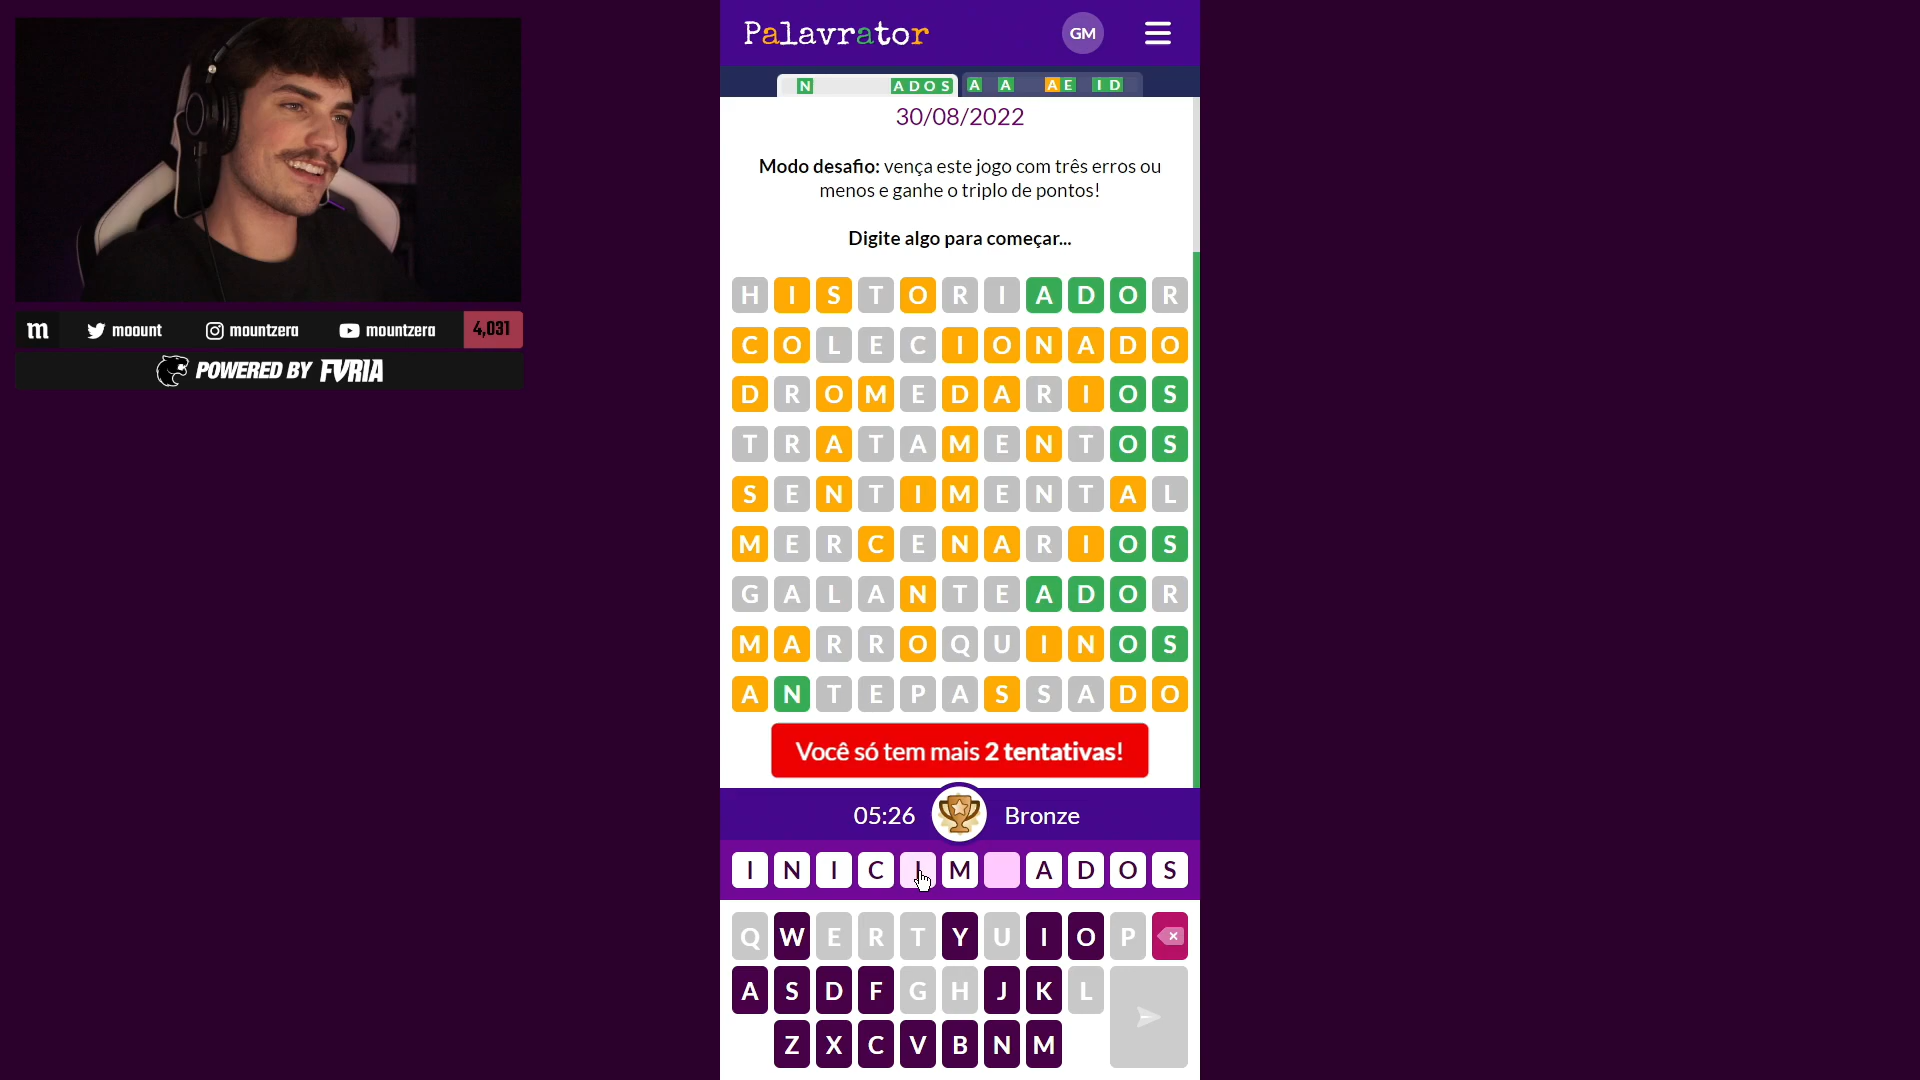 Palavrator
GM
N ADOS A A AE ID
30/08/2022
Modo desafio: vença este jogo com três erros ou
menos e ganhe o triplo de pontos!
Digite algo para começar...
HISTORIADOR
COLECIONADO
DROMEDARIOS
TRATAMENTOS
SENTIMENTAL
MERCENARIOS
GALANTEADOR
MARROQUINOS
ANTEPASSADO
Você só tem mais 2 tentativas!
05:26 Bronze
INICIM ADOS
QWERTYUIOP
ASDFGHJKL
ZXCVBNM
m moount mountzera mountzera 4,031
POWERED BY FVRIA